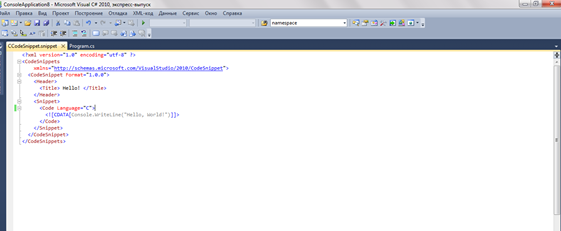 ConsoleApplication8 - Microsoft Visual C# 2010, экспресс-выпуск
Файл Правка Вид Проект Построение Отладка XML-код Данные Сервис Окно Справка
namespace
CCodeSnippet.snippet Program.cs
<?xml version="1.0" encoding="utf-8" ?>
<CodeSnippets
xmlns="http://schemas.microsoft.com/VisualStudio/2010/CodeSnippet">
<CodeSnippet Format="1.0.0">
<Header>
<Title> Hello! </Title>
</Header>
<Snippet>
<Code Language="C">
<![CDATA[Console.WriteLine("Hello, World!")]]>
</Code>
</Snippet>
</CodeSnippet>
</CodeSnippets>